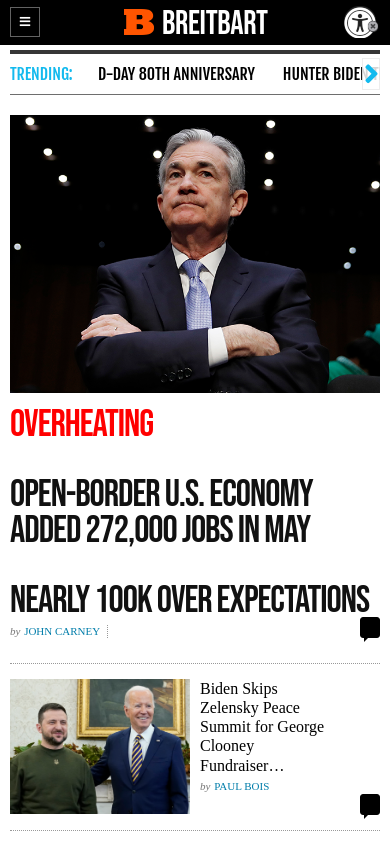 B BREITBART
TRENDING:
D-DAY 80TH ANNIVERSARY
HUNTER BIDEN
OVERHEATING
OPEN-BORDER U.S. ECONOMY
ADDED 272,000 JOBS IN MAY
NEARLY 100K OVER EXPECTATIONS
by JOHN CARNEY
Biden Skips
Zelensky Peace
Summit for George
Clooney
Fundraiser…
by PAUL BOIS